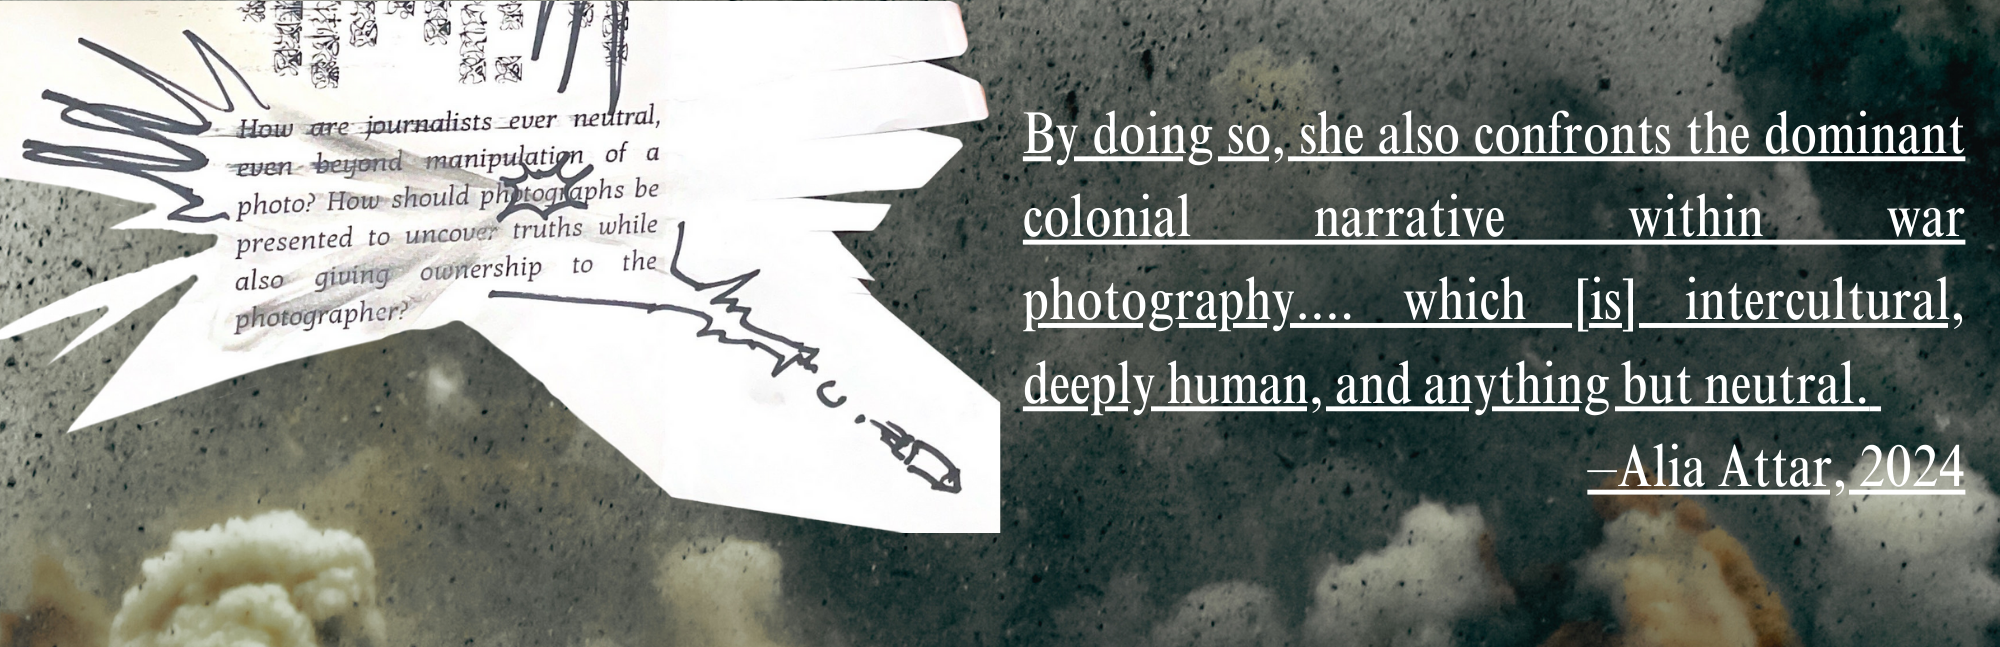 How are journalists ever neutral,
even beyond manipulation of a
photo? How should photographs be
presented to uncover truths while
also giving ownership to the
photographer?
By doing so, she also confronts the dominant
colonial narrative within war
photography.... which [is] intercultural,
deeply human, and anything but neutral.
–Alia Attar, 2024